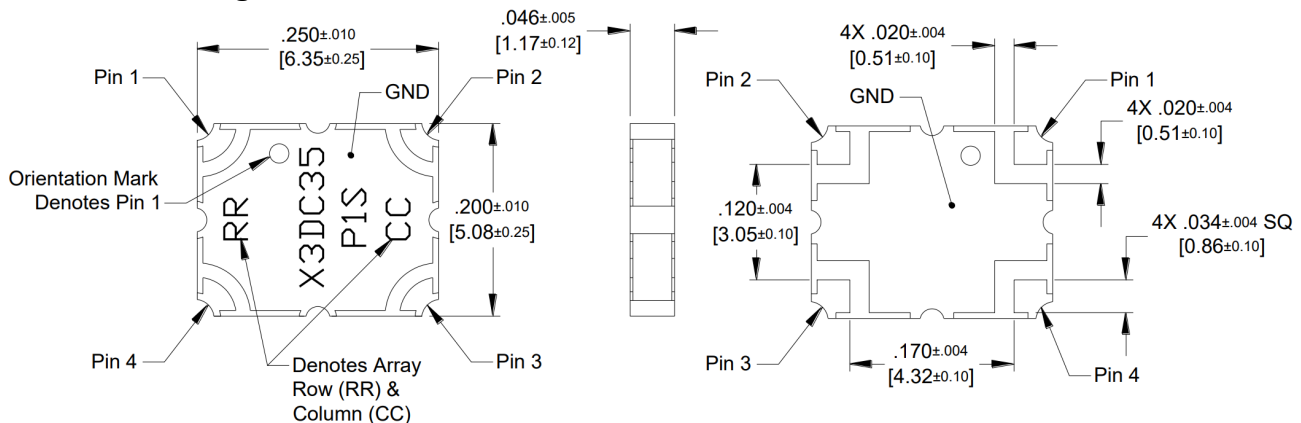 .250±.010
[6.35±0.25]
Pin 1
Pin 2
GND
Orientation Mark
Denotes Pin 1
RR
X3DC35
P1S
CC
.200±.010
[5.08±0.25]
Pin 4
Pin 3
Denotes Array
Row (RR) &
Column (CC)
.046±.005
[1.17±0.12]
4X .020±.004
[0.51±0.10]
Pin 2
Pin 1
GND
4X .020±.004
[0.51±0.10]
.120±.004
[3.05±0.10]
4X .034±.004 SQ
[0.86±0.10]
Pin 3
.170±.004
[4.32±0.10]
Pin 4